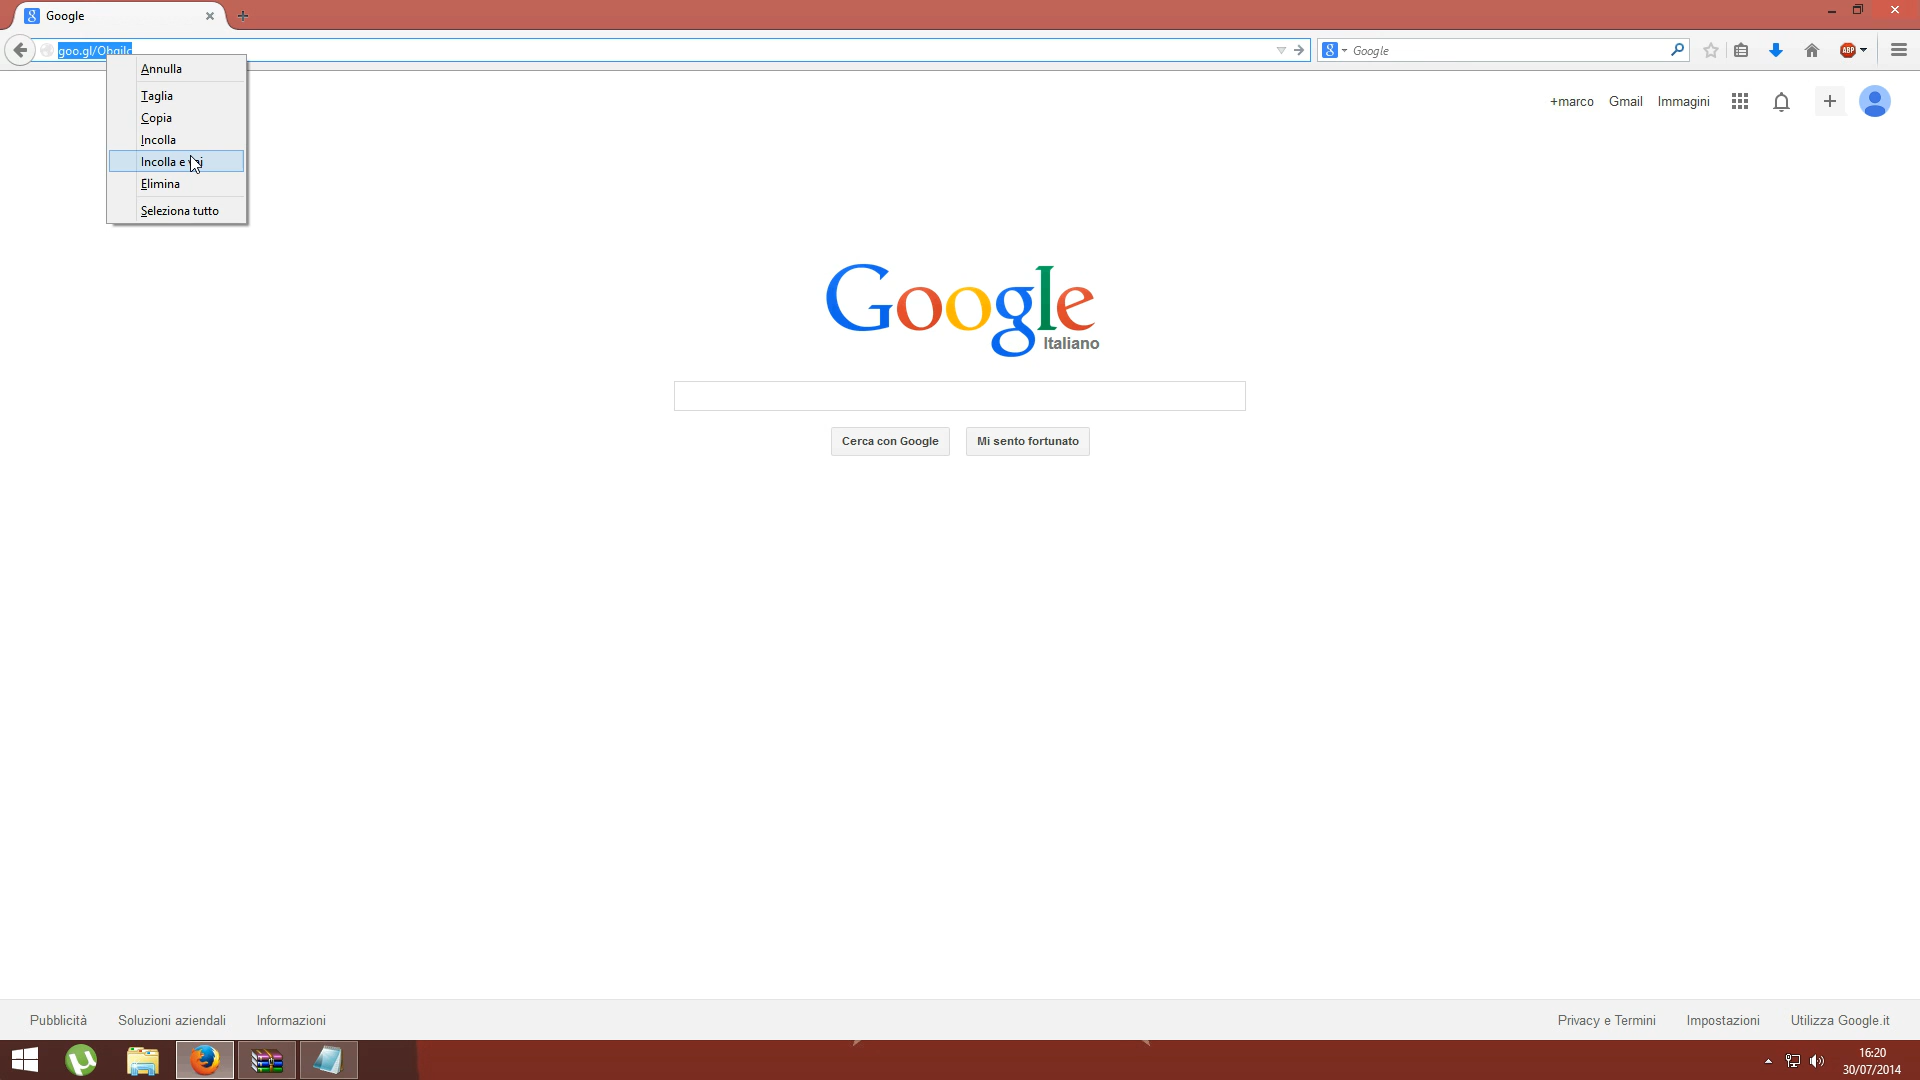 Google
goo.gl/
Google
Annulla
Taglia
Copia
Incolla
Incolla e
Elimina
Seleziona tutto
+marco Gmail Immagini
ABP
Google
Italiano
Cerca con Google Mi sento fortunato
Pubblicità Soluzioni aziendali Informazioni
Privacy e Termini Impostazioni Utilizza Google.it
16:20
30/07/2014